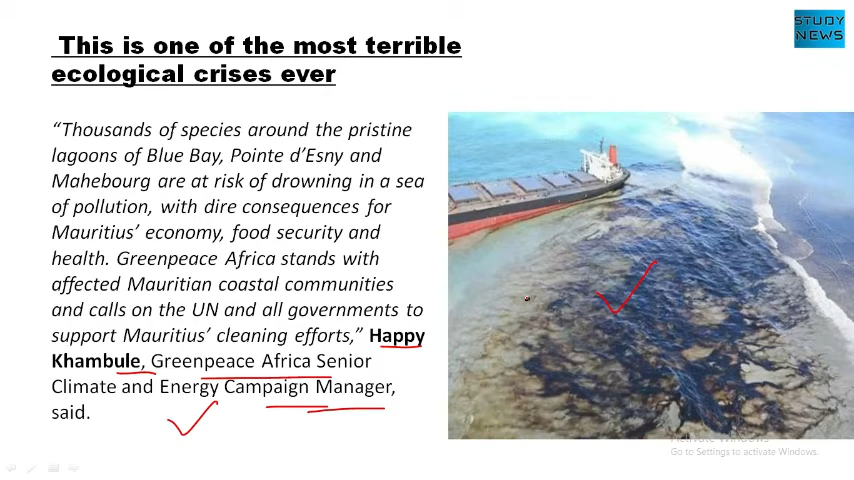 STUDY
NEWS
This is one of the most terrible
ecological crises ever
“Thousands of species around the pristine
lagoons of Blue Bay, Pointe d’Esny and
Mahebourg are at risk of drowning in a sea
of pollution, with dire consequences for
Mauritius’ economy, food security and
health. Greenpeace Africa stands with
affected Mauritian coastal communities
and calls on the UN and all governments to
support Mauritius’ cleaning efforts,” Happy
Khambule, Greenpeace Africa Senior
Climate and Energy Campaign Manager,
said.
Activate Windows
Go to Settings to activate Windows.